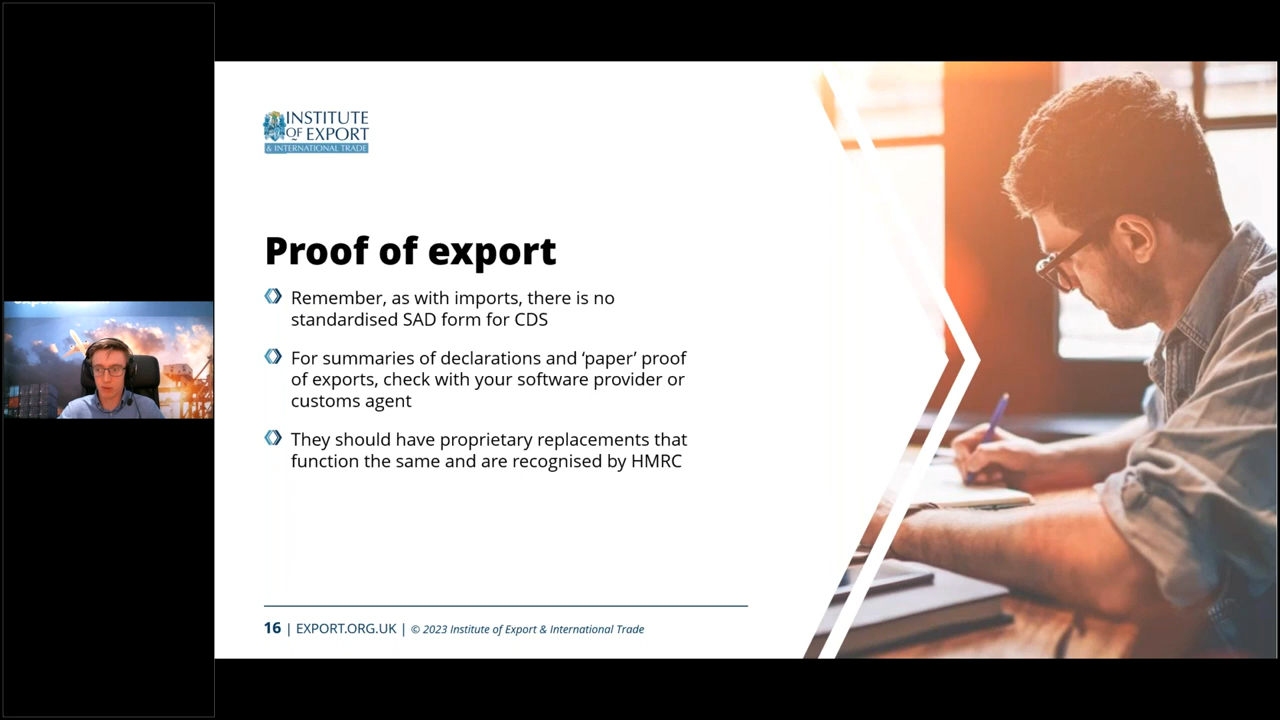 INSTITUTE
OF EXPORT
& INTERNATIONAL TRADE
Proof of export
Remember, as with imports, there is no
standardised SAD form for CDS
For summaries of declarations and ‘paper’ proof
of exports, check with your software provider or
customs agent
They should have proprietary replacements that
function the same and are recognised by HMRC
16 | EXPORT.ORG.UK | © 2023 Institute of Export & International Trade